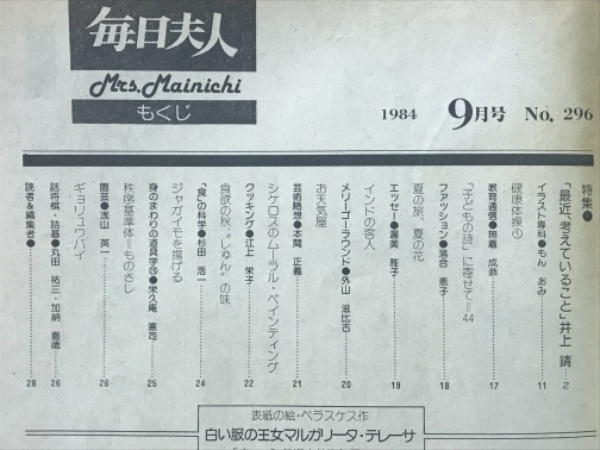 毎日夫人
Mrs. Mainichi
もくじ
1984 9月号 No. 296
特集●
「最近、考えていること」井上 靖……2
イラスト専科●もん あみ……11
健康体操①
教育通信●無着 成恭……17
「子どもの詩」に寄せて=44
ファッション●落合 恵子……18
夏の旅、夏の花
エッセー●渥美 雅子……19
インドの客人
メリーゴーラウンド●外山 滋比古……20
お天気屋
芸術随想●本間 正義……21
シケロスのムーラル・ペインティング
クッキング●江上 栄子……22
食欲の秋〝しゅん〟の味
「食」の科学●杉田 浩一……24
ジャガイモを揚げる
身のまわりの道具学●栄久庵 憲司……25
秩序基準体=ものさし
園芸●浅山 英一……26
ギョリュウバイ
詰将棋・詰碁●丸田 祐三・加納 嘉徳……26
読者&編集者●……28
表紙の絵・ベラスケス作
白い服の王女マルガリータ・テレーサ